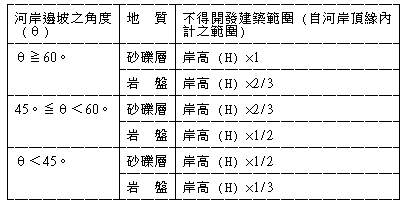 河岸邊坡之角度 地 質 不得開發建築範圍(自河岸頂緣內
(θ) 計之範圍)
θ≧60。 砂礫層 岸高(H)×1
岩 盤 岸高(H)×2/3
45。≦θ<60。 砂礫層 岸高(H)×2/3
岩 盤 岸高(H)×1/2
θ<45。 砂礫層 岸高(H)×1/2
岩 盤 岸高(H)×1/3